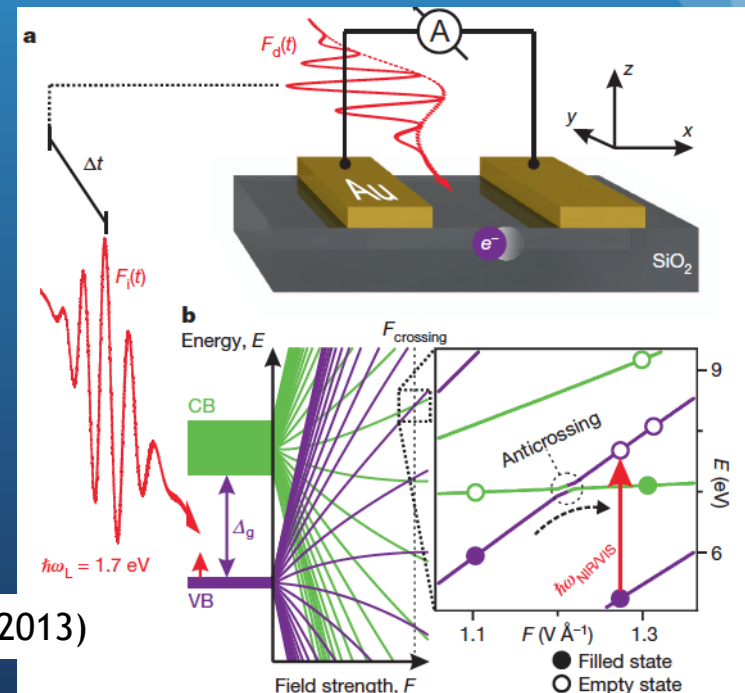 a
F_d(t)
A
z
y
x
Δt
Au
e⁻
SiO₂
F_i(t)
b
Energy, E
F_crossing
CB
Δ_g
VB
ħω_L = 1.7 eV
Anticrossing
ħω_NIR/VIS
9
E (eV)
6
1.1
F (V Å⁻¹)
1.3
Field strength, F
Filled state
Empty state
2013)